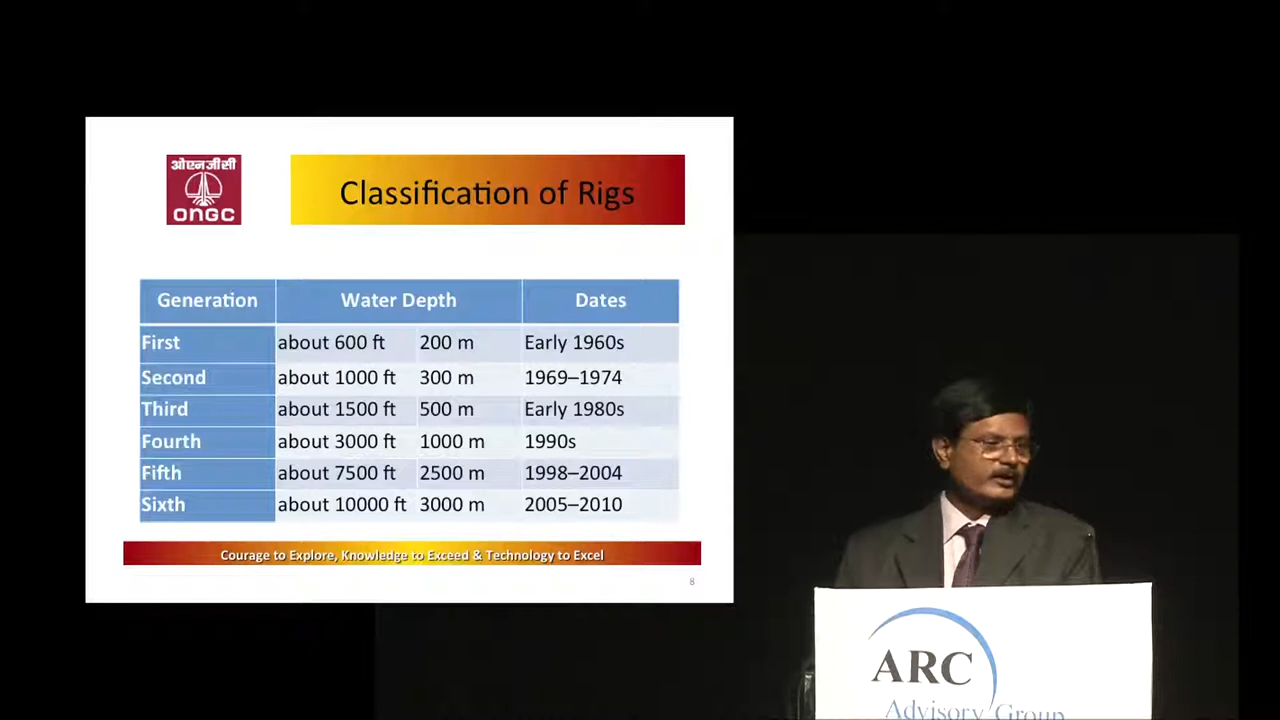 ओएनजीसी
ONGC
Classification of Rigs
Generation Water Depth Dates
First about 600 ft 200 m Early 1960s
Second about 1000 ft 300 m 1969–1974
Third about 1500 ft 500 m Early 1980s
Fourth about 3000 ft 1000 m 1990s
Fifth about 7500 ft 2500 m 1998–2004
Sixth about 10000 ft 3000 m 2005–2010
Courage to Explore, Knowledge to Exceed & Technology to Excel
8
ARC
Advisory Group